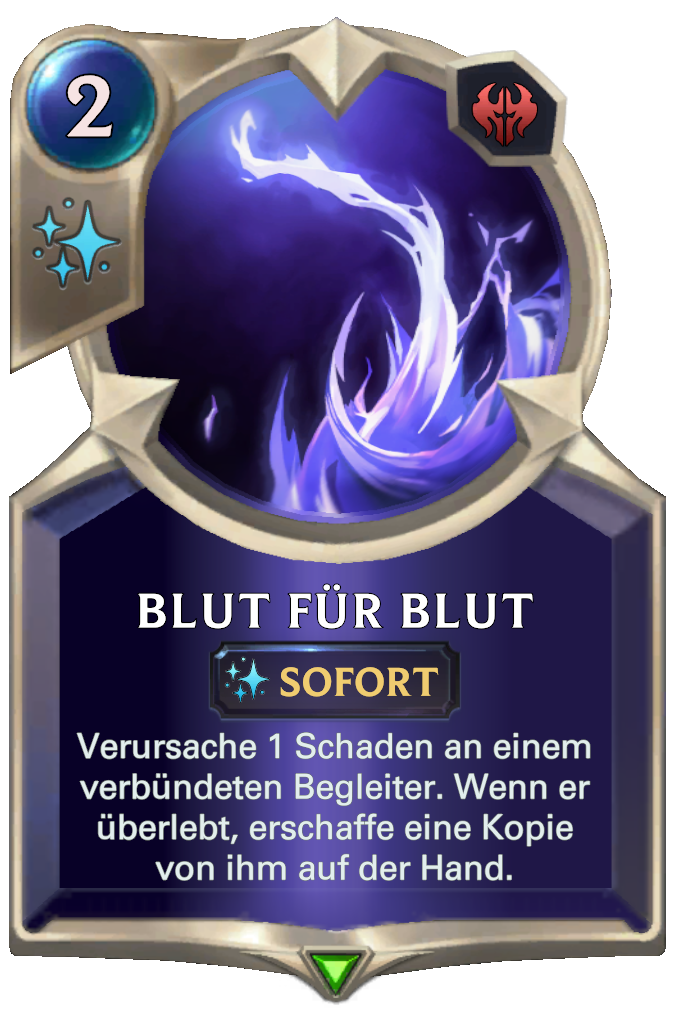 2
BLUT FÜR BLUT
SOFORT
Verursache 1 Schaden an einem
verbündeten Begleiter. Wenn er
überlebt, erschaffe eine Kopie
von ihm auf der Hand.